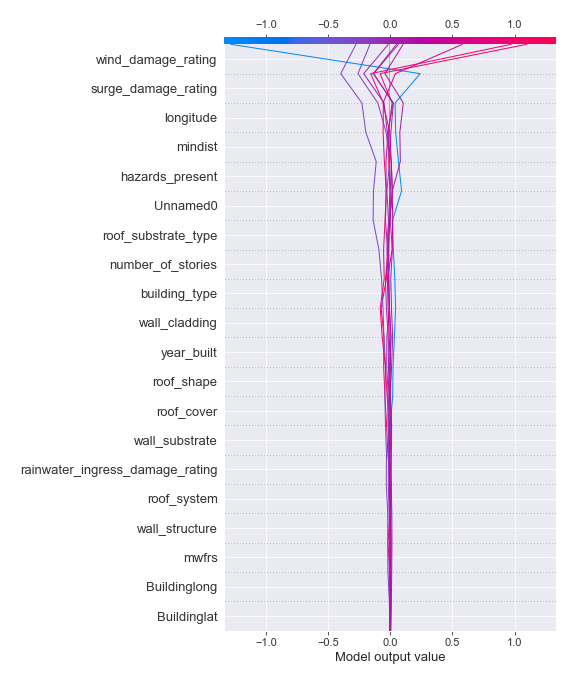 −1.0 −0.5 0.0 0.5 1.0
wind_damage_rating
surge_damage_rating
longitude
mindist
hazards_present
Unnamed0
roof_substrate_type
number_of_stories
building_type
wall_cladding
year_built
roof_shape
roof_cover
wall_substrate
rainwater_ingress_damage_rating
roof_system
wall_structure
mwfrs
Buildinglong
Buildinglat
−1.0 −0.5 0.0 0.5 1.0
Model output value